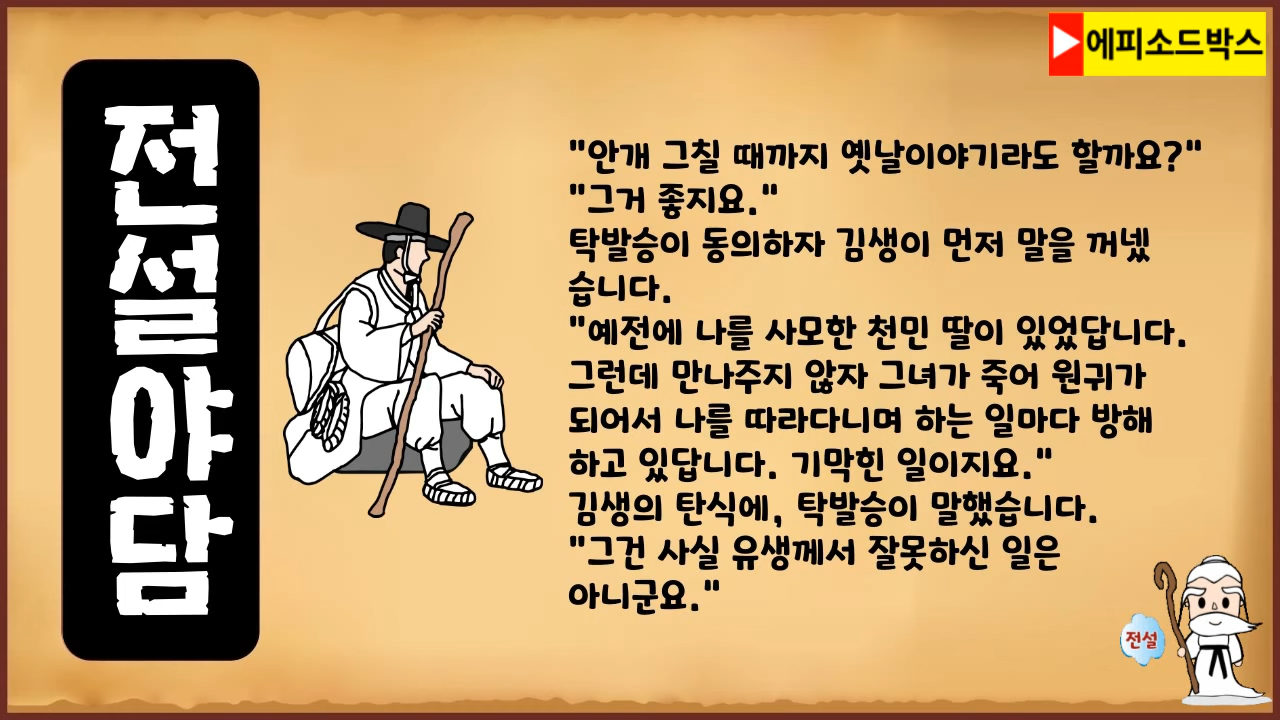 에피소드박스
전설야담
"안개 그칠 때까지 옛날이야기라도 할까요?"
"그거 좋지요."
탁발승이 동의하자 김생이 먼저 말을 꺼넸
습니다.
"예전에 나를 사모한 천민 딸이 있었답니다.
그런데 만나주지 않자 그녀가 죽어 원귀가
되어서 나를 따라다니며 하는 일마다 방해
하고 있답니다. 기막힌 일이지요."
김생의 탄식에, 탁발승이 말했습니다.
"그건 사실 유생께서 잘못하신 일은
아니군요."
전설